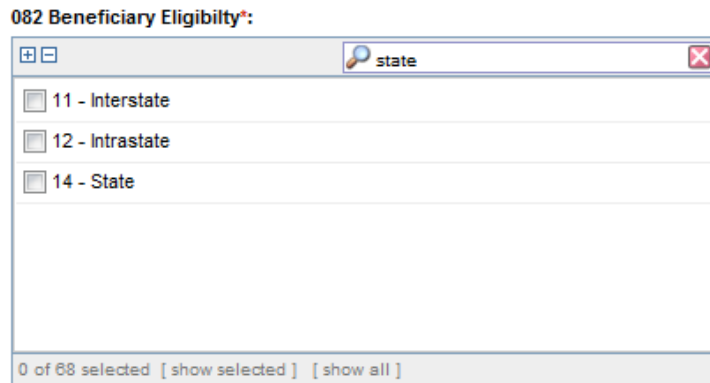 082 Beneficiary Eligibilty*:
state
11 - Interstate
12 - Intrastate
14 - State
0 of 68 selected [ show selected ] [ show all ]